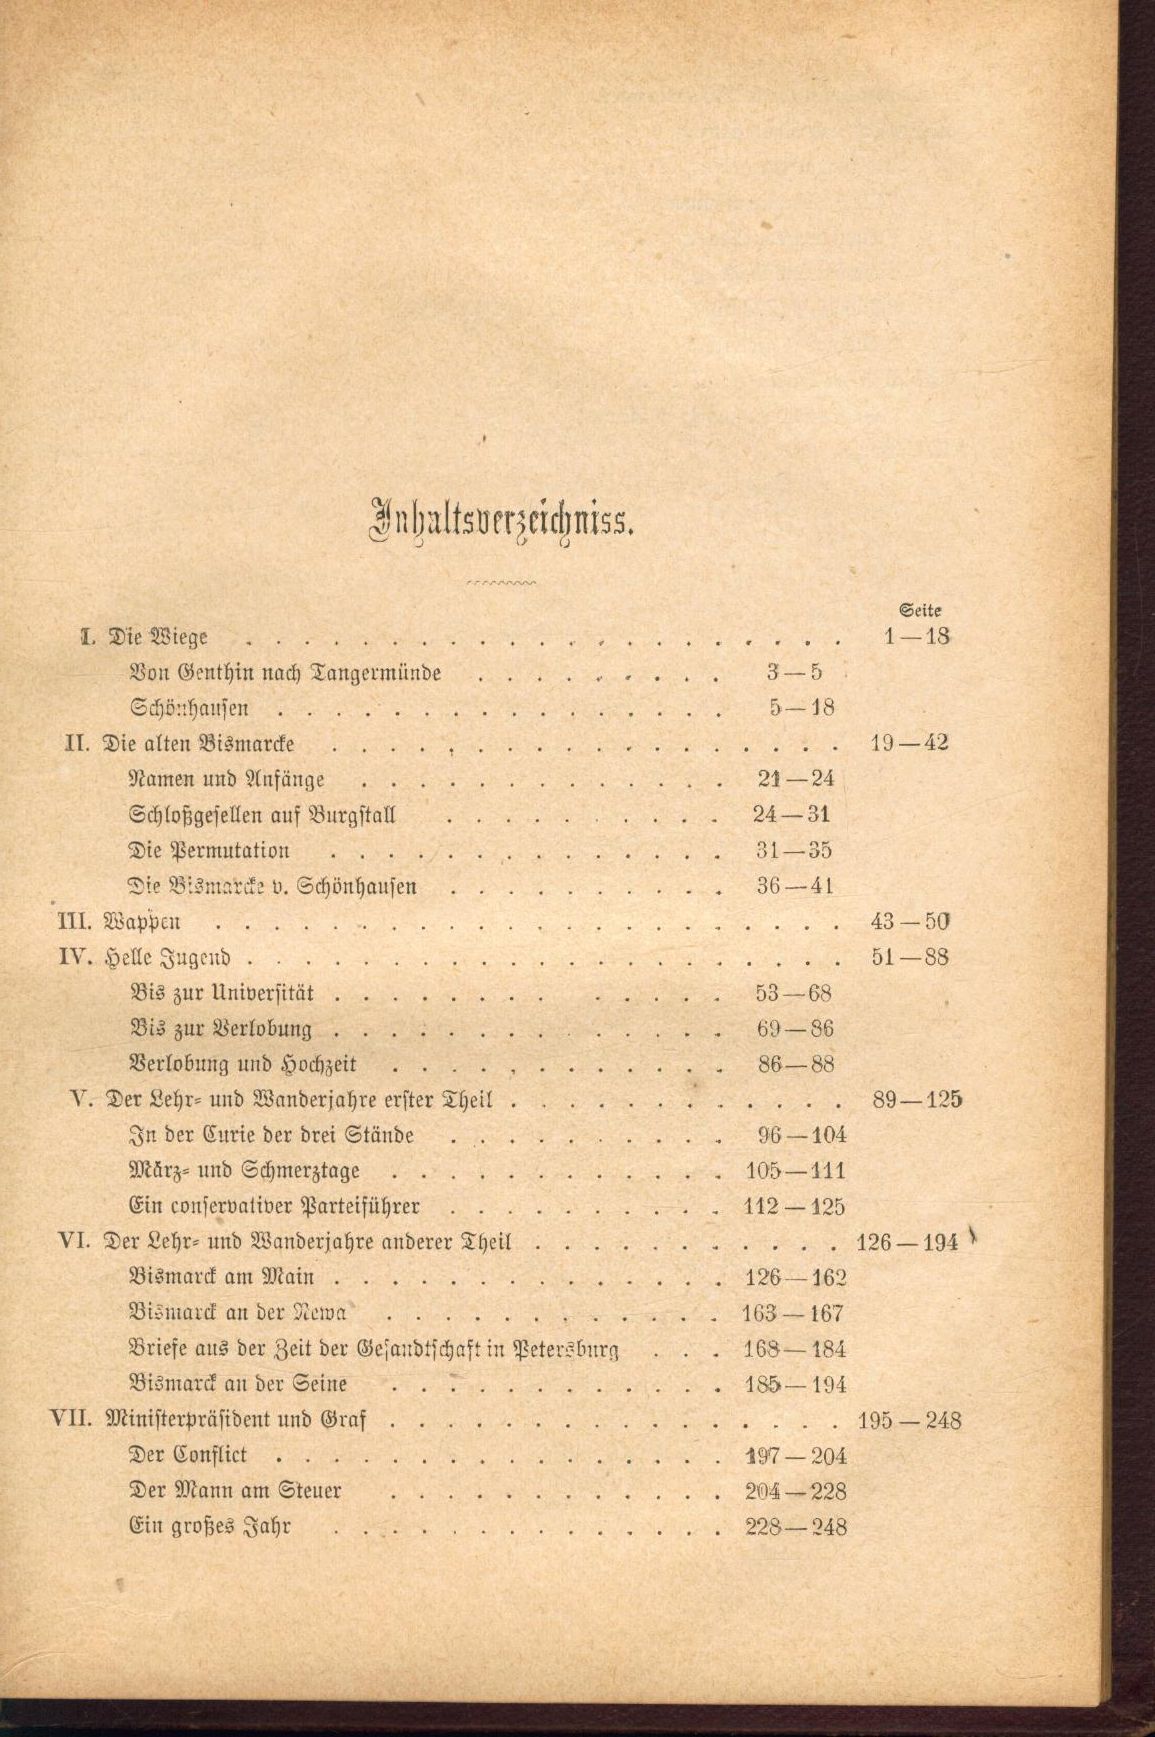 Inhaltsverzeichniss.
Seite
I. Die Wiege . . . . . . . . . . . . . . . . . . . . . 1—18
Von Genthin nach Tangermünde . . . . . . . . . 3—5
Schönhausen . . . . . . . . . . . . . . . . 5—18
II. Die alten Bismarcke . . . . . . . . . . . . . . . . . . 19—42
Namen und Anfänge . . . . . . . . . . . . . 21—24
Schloßgesellen auf Burgstall . . . . . . . . . . 24—31
Die Permutation . . . . . . . . . . . . . . 31—35
Die Bismarcke v. Schönhausen . . . . . . . . . . 36—41
III. Wappen . . . . . . . . . . . . . . . . . . . . . . 43—50
IV. Helle Jugend . . . . . . . . . . . . . . . . . . . . . 51—88
Bis zur Universität . . . . . . . . . . . . . 53—68
Bis zur Verlobung . . . . . . . . . . . . . 69—86
Verlobung und Hochzeit . . . . . . . . . . . . 86—88
V. Der Lehr- und Wanderjahre erster Theil . . . . . . . . . . . . 89—125
In der Curie der drei Stände . . . . . . . . . . 96—104
März- und Schmerztage . . . . . . . . . . . . 105—111
Ein conservativer Parteiführer . . . . . . . . . . 112—125
VI. Der Lehr- und Wanderjahre anderer Theil . . . . . . . . . . . 126—194
Bismarck am Main . . . . . . . . . . . . . . 126—162
Bismarck an der Newa . . . . . . . . . . . . 163—167
Briefe aus der Zeit der Gesandtschaft in Petersburg . . . 168—184
Bismarck an der Seine . . . . . . . . . . . . 185—194
VII. Ministerpräsident und Graf . . . . . . . . . . . . . . . . 195—248
Der Conflict . . . . . . . . . . . . . . . . 197—204
Der Mann am Steuer . . . . . . . . . . . . 204—228
Ein großes Jahr . . . . . . . . . . . . . . 228—248